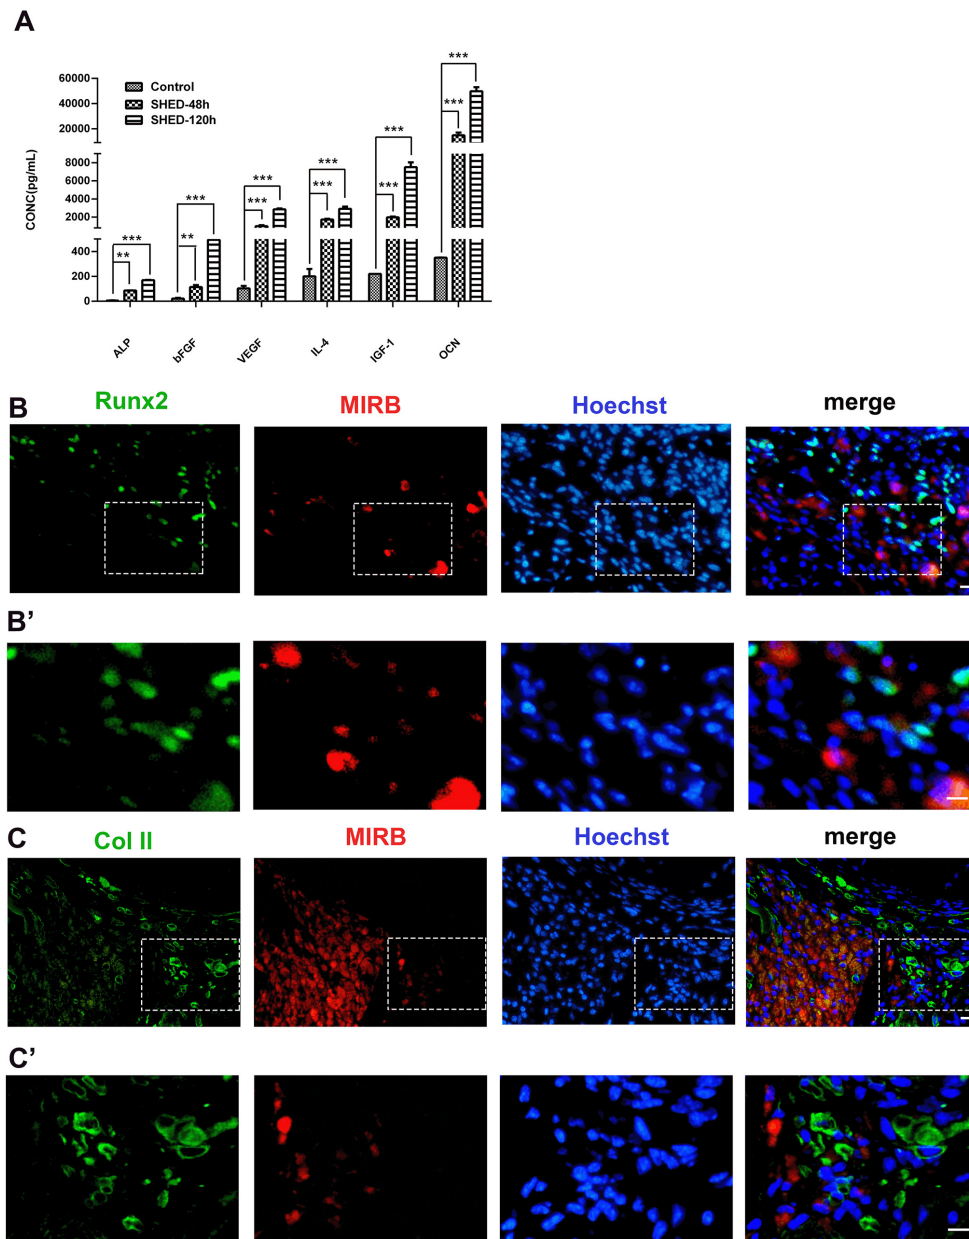 A
60000
40000
20000
8000
6000
4000
2000
400
200
0
CONC(pg/mL)
Control
SHED-48h
SHED-120h
***
**
***
**
***
***
***
***
***
***
***
***
ALP
bFGF
VEGF
IL-4
IGF-1
OCN
B
Runx2
MIRB
Hoechst
merge
B’
C
Col II
MIRB
Hoechst
merge
C’